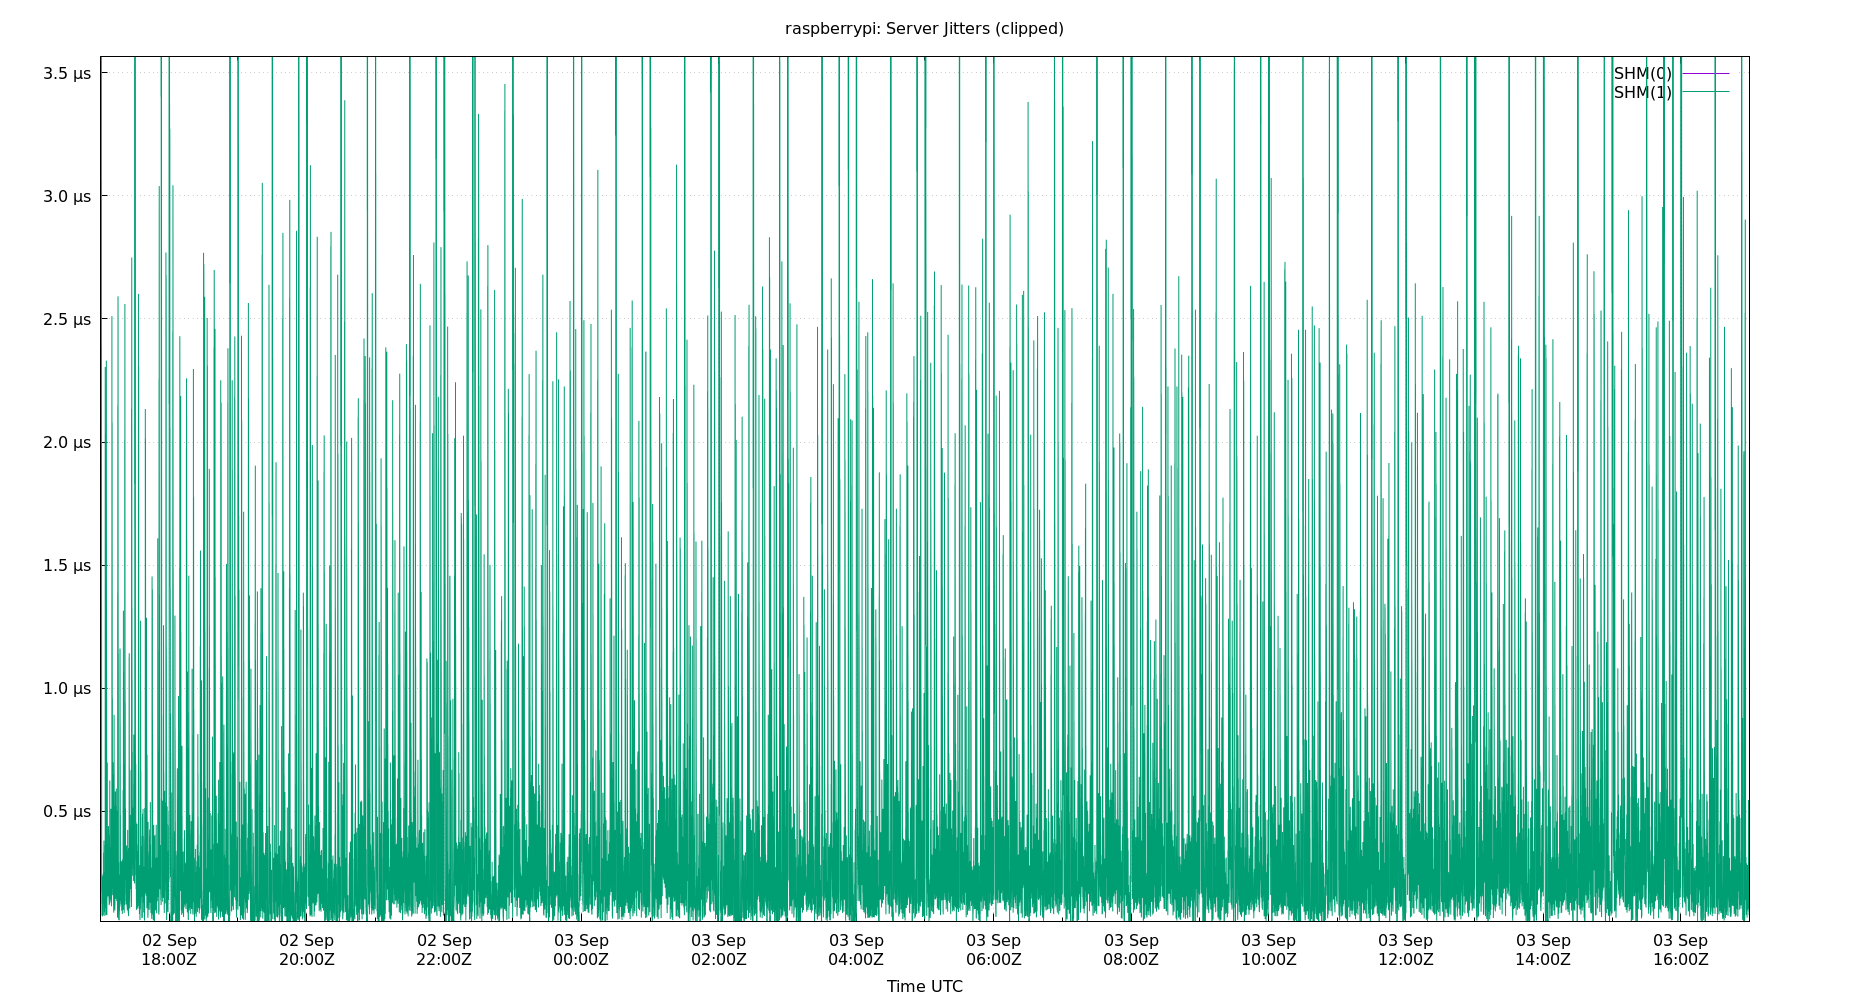 raspberrypi: Server Jitters (clipped)
3.5 µs
3.0 µs
2.5 µs
2.0 µs
1.5 µs
1.0 µs
0.5 µs
SHM(0)
SHM(1)
02 Sep 02 Sep 02 Sep 03 Sep 03 Sep 03 Sep 03 Sep 03 Sep 03 Sep 03 Sep 03 Sep 03 Sep
18:00Z 20:00Z 22:00Z 00:00Z 02:00Z 04:00Z 06:00Z 08:00Z 10:00Z 12:00Z 14:00Z 16:00Z
Time UTC